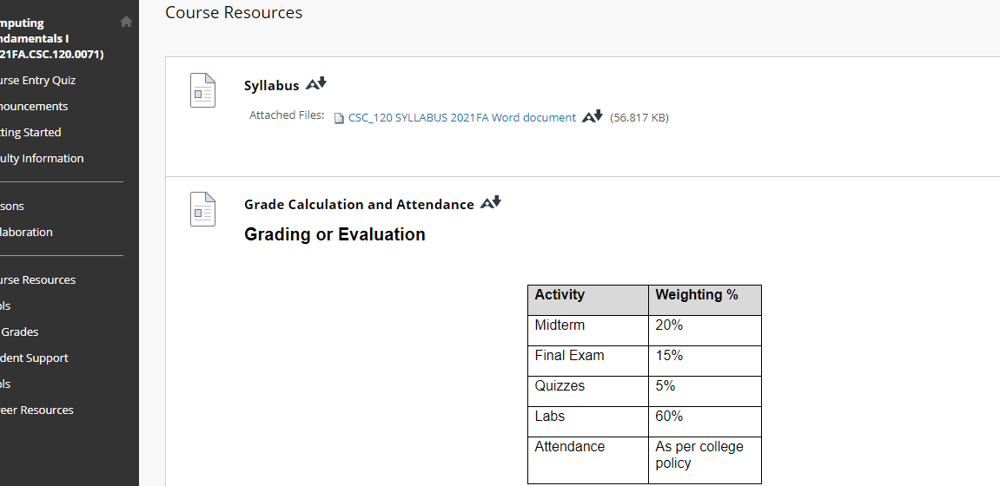 Course Resources
mputing
ndamentals I
21FA.CSC.120.0071)
urse Entry Quiz
nouncements
ting Started
ulty Information
sons
laboration
urse Resources
ols
Grades
dent Support
ols
eer Resources
Syllabus
Attached Files: CSC_120 SYLLABUS 2021FA Word document (56.817 KB)
Grade Calculation and Attendance
Grading or Evaluation
Activity Weighting %
Midterm 20%
Final Exam 15%
Quizzes 5%
Labs 60%
Attendance As per college
policy